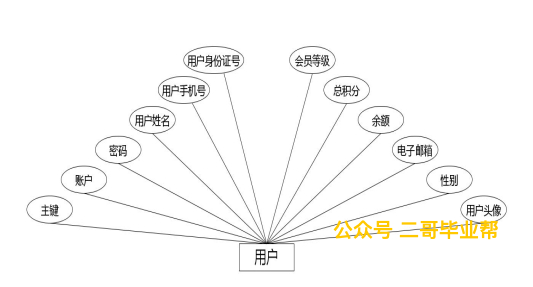 用户身份证号
会员等级
用户手机号
总积分
用户姓名
余额
密码
电子邮箱
账户
性别
主键
用户头像
公众号 二哥毕业帮
用户